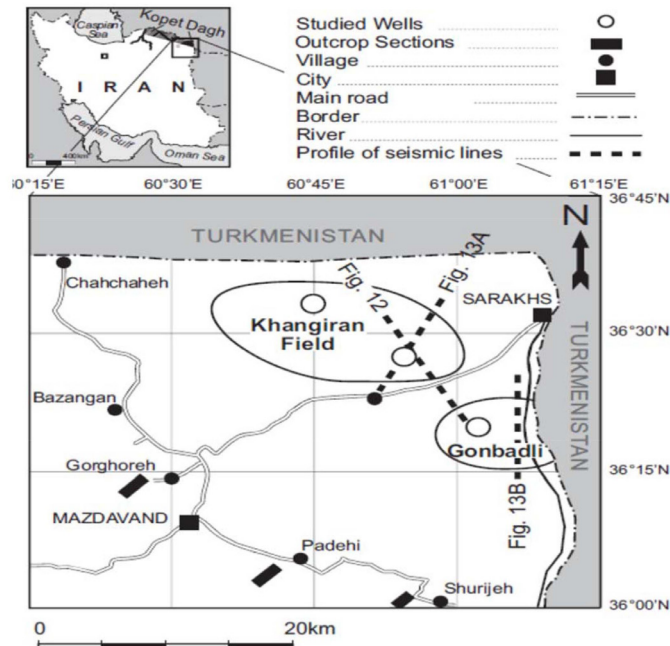 Kopet Dagh
Caspian
Sea
I R A N
Persian Gulf
Oman Sea
0 400km
Studied Wells
Outcrop Sections
Village
City
Main road
Border
River
Profile of seismic lines
60°15'E 60°30'E 60°45'E 61°00'E 61°15'E
36°45'N
TURKMENISTAN
N
Chahchaheh
Fig. 12
Fig. 13A
SARAKHS
Khangiran
Field
36°30'N
TURKMENISTAN
Bazangan
Gonbadli
Gorghoreh
36°15'N
Fig. 13B
MAZDAVAND
Padehi
Shurijeh
36°00'N
0 20km